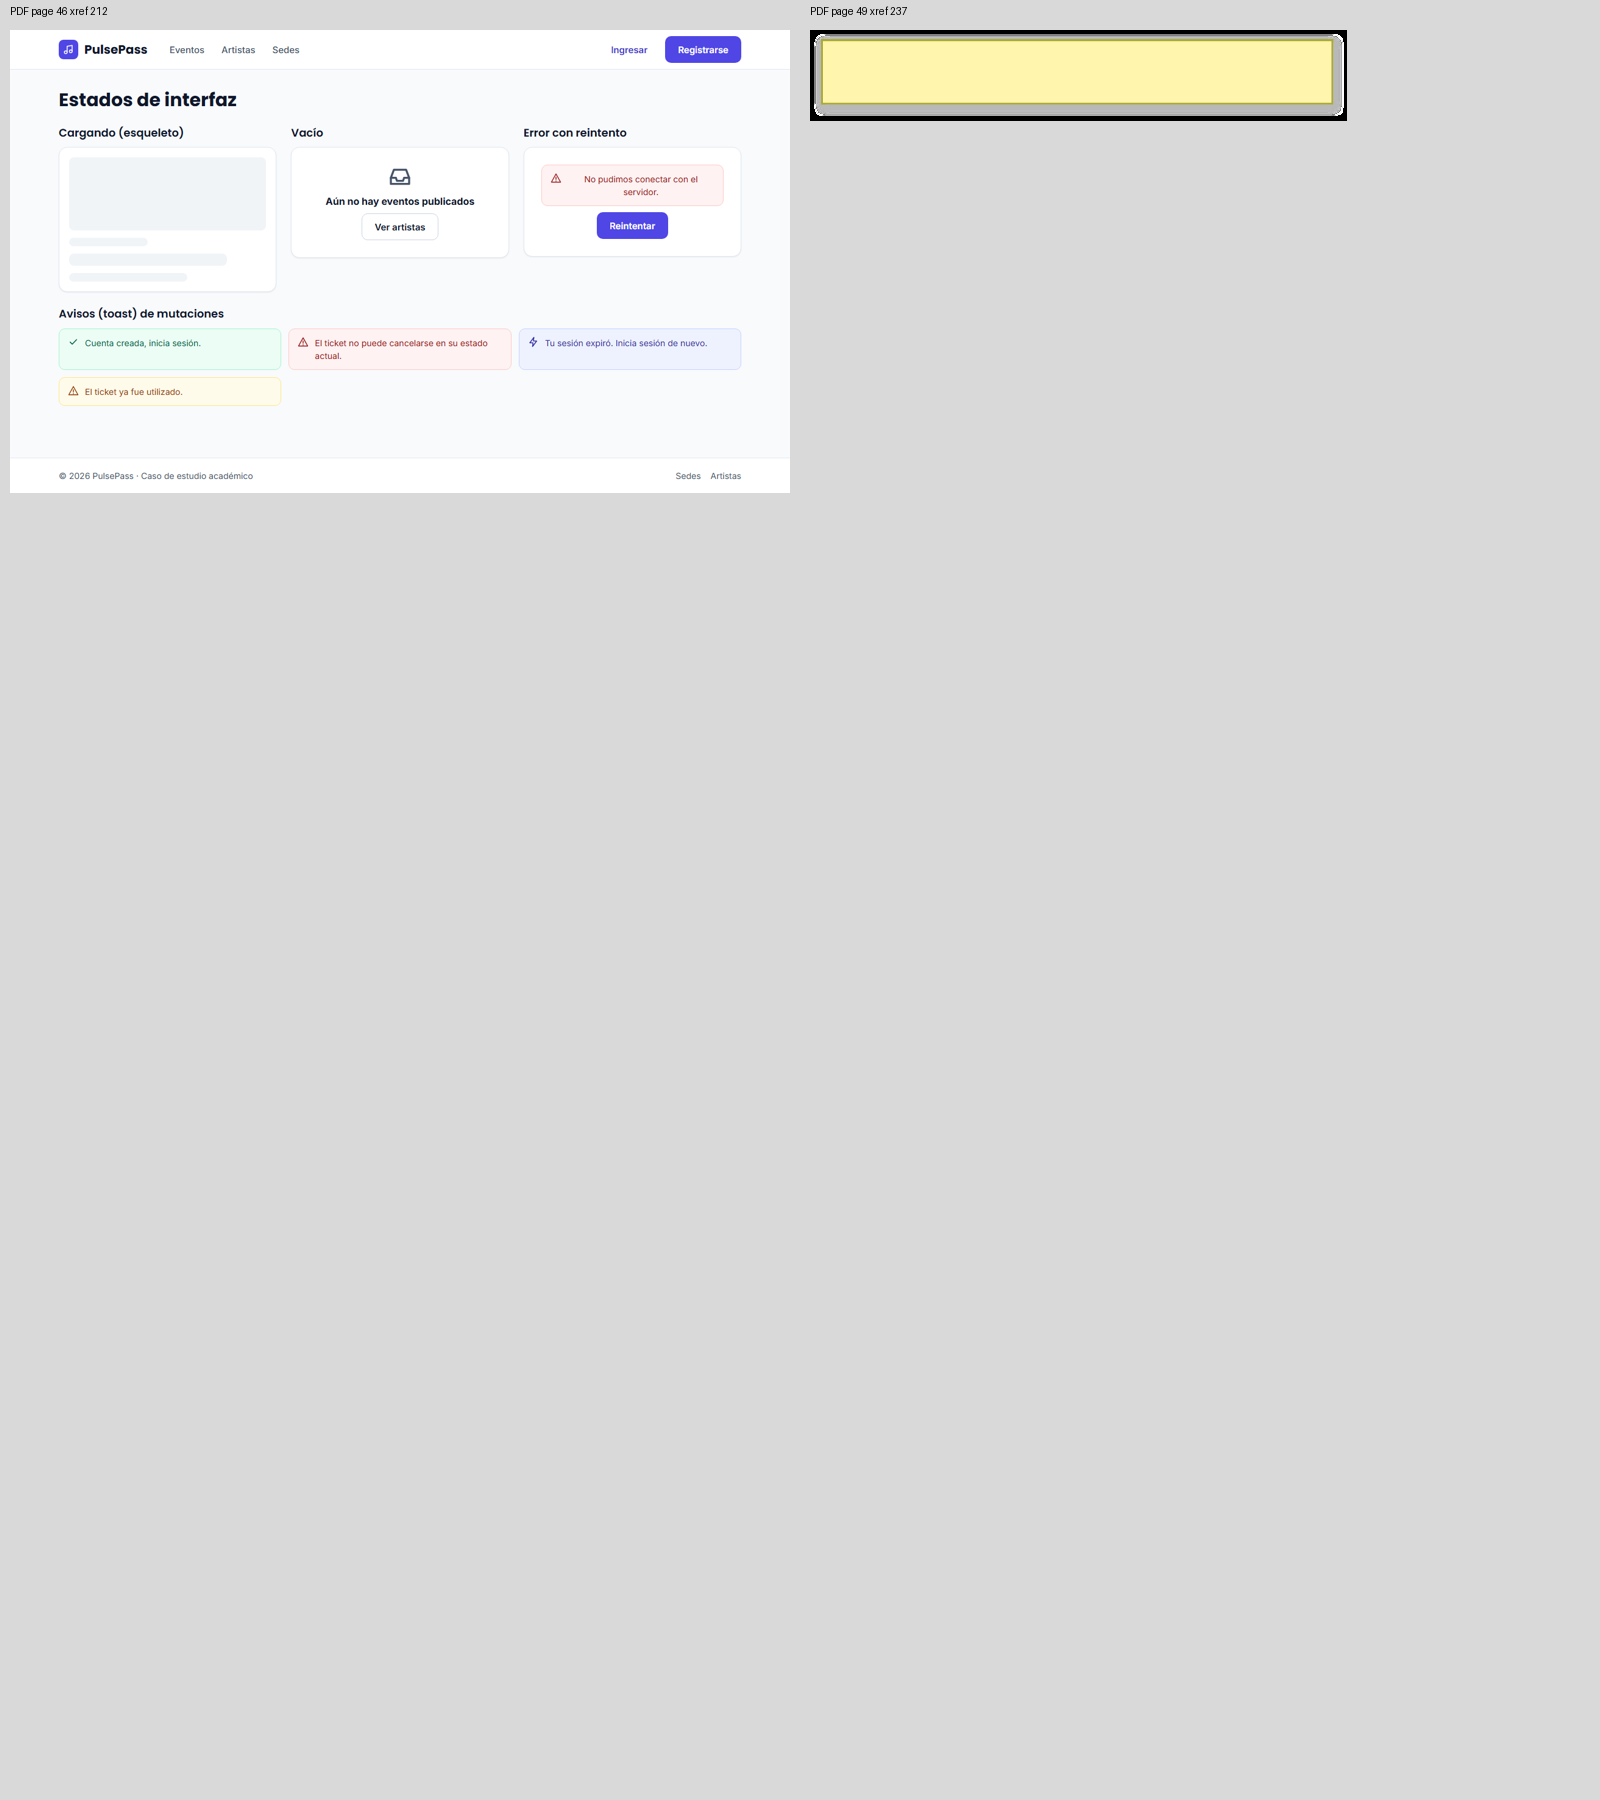 PDF page 46 xref 212
PDF page 49 xref 237
PulsePass Eventos Artistas Sedes Ingresar Registrarse
Estados de interfaz
Cargando (esqueleto)
Vacío
Aún no hay eventos publicados
Ver artistas
Error con reintento
No pudimos conectar con el
servidor.
Reintentar
Avisos (toast) de mutaciones
Cuenta creada, inicia sesión.
El ticket no puede cancelarse en su estado
actual.
Tu sesión expiró. Inicia sesión de nuevo.
El ticket ya fue utilizado.
© 2026 PulsePass · Caso de estudio académico
Sedes Artistas